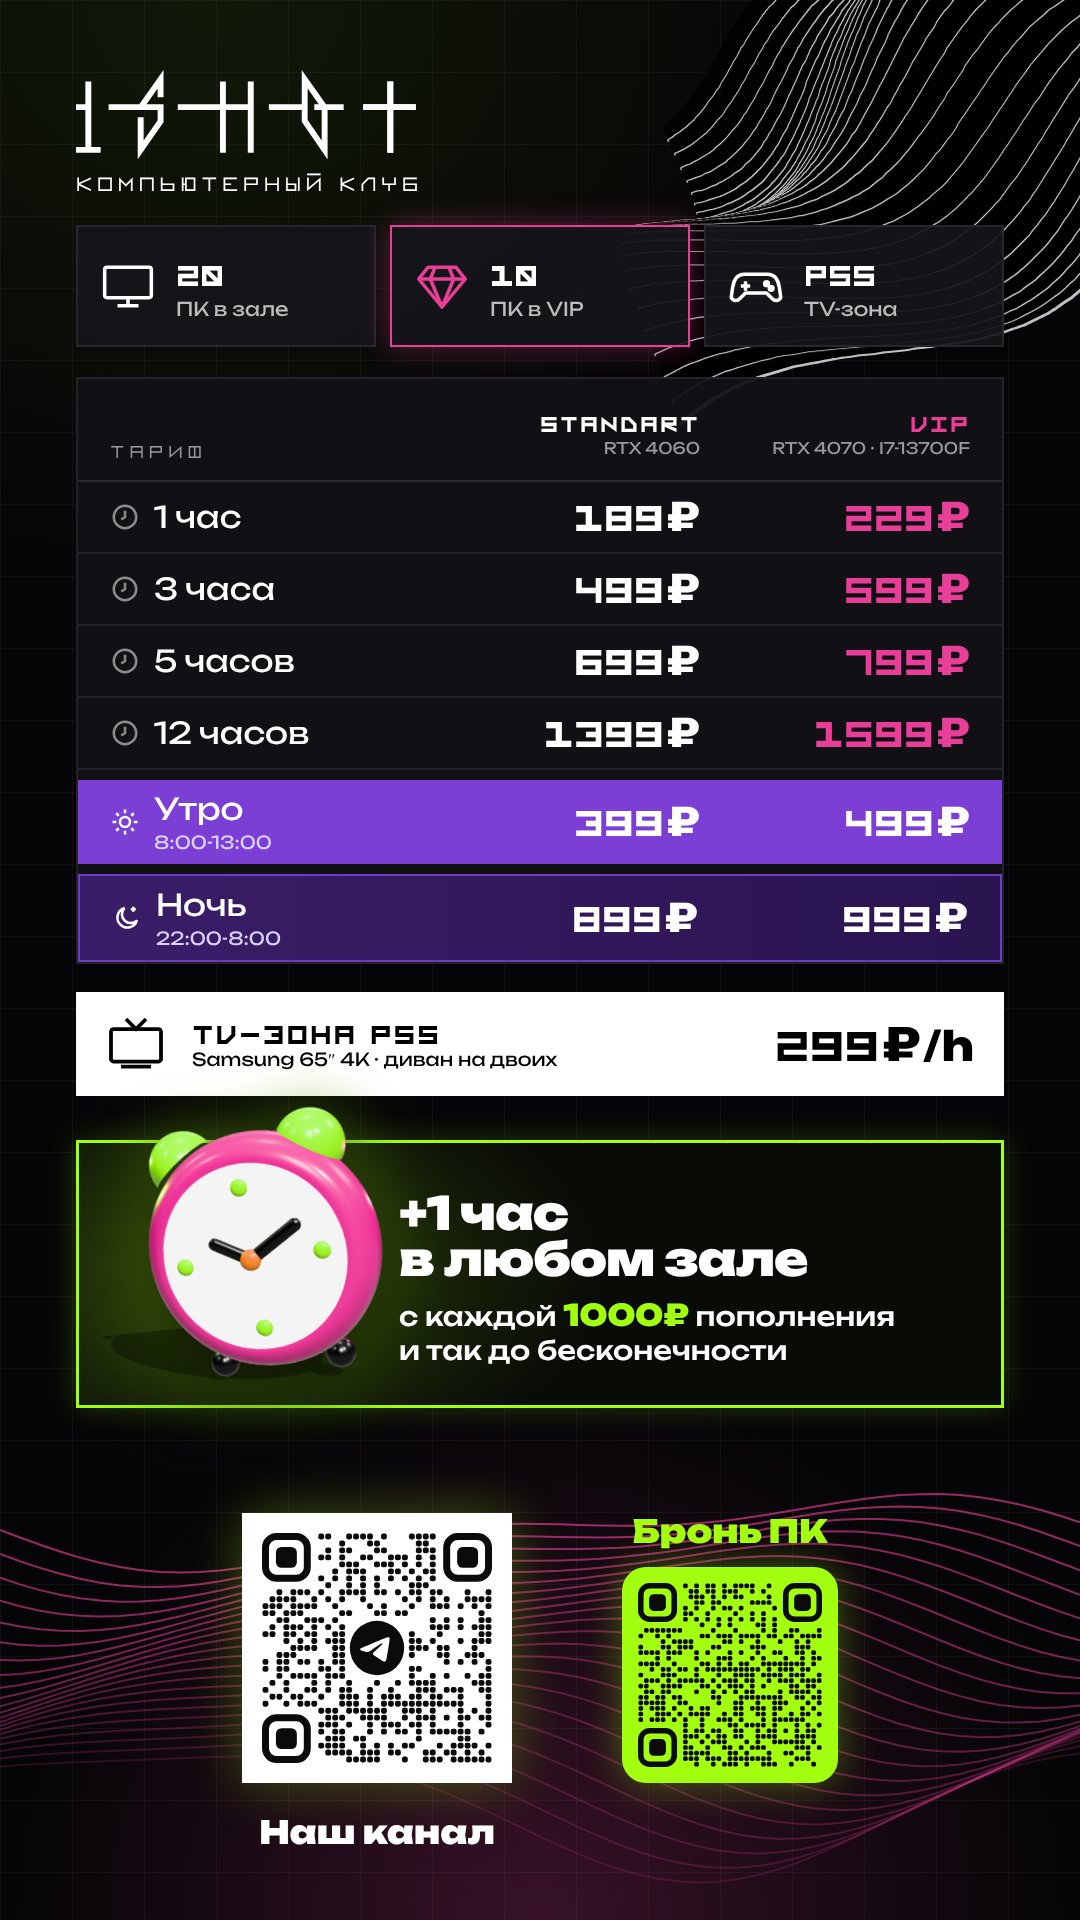 КОМПЬЮТЕРНЫЙ КЛУБ
20
ПК в зале
10
ПК в VIP
PS5
TV-зона
ТАРИФ
STANDART
RTX 4060
VIP
RTX 4070 · I7-13700F
1 час 189₽ 229₽
3 часа 499₽ 599₽
5 часов 699₽ 799₽
12 часов 1399₽ 1599₽
Утро 399₽ 499₽
8:00-13:00
Ночь 899₽ 999₽
22:00-8:00
TV-ЗОНА PS5
Samsung 65″ 4K · диван на двоих
299₽/h
+1 час
в любом зале
с каждой 1000₽ пополнения
и так до бесконечности
Бронь ПК
Наш канал